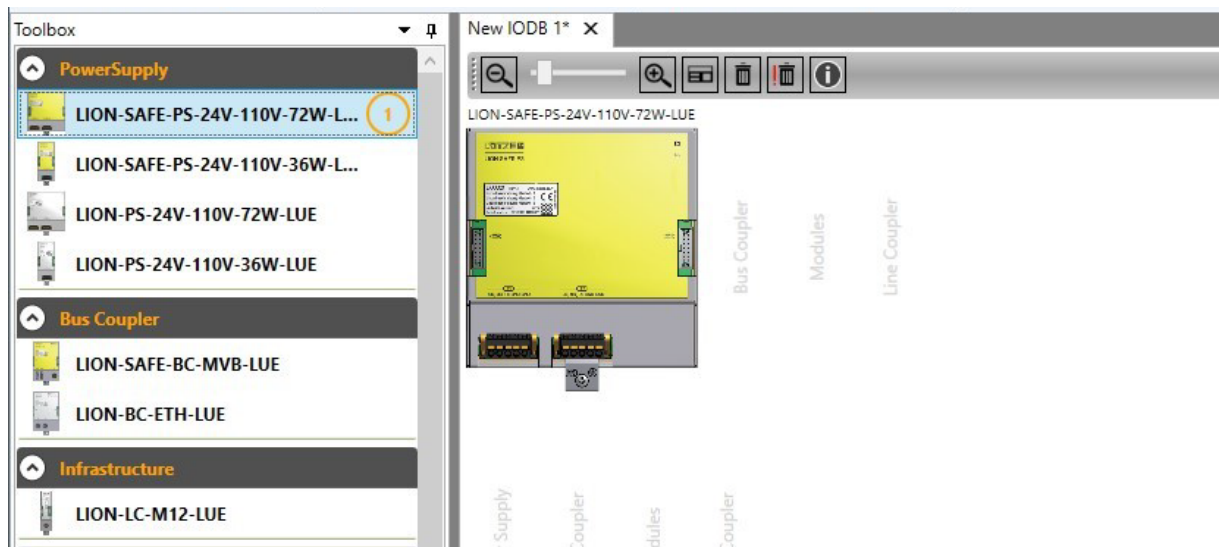 Toolbox
PowerSupply
LION-SAFE-PS-24V-110V-72W-L... 1
LION-SAFE-PS-24V-110V-36W-L...
LION-PS-24V-110V-72W-LUE
LION-PS-24V-110V-36W-LUE
Bus Coupler
LION-SAFE-BC-MVB-LUE
LION-BC-ETH-LUE
Infrastructure
LION-LC-M12-LUE
New IODB 1*
LION-SAFE-PS-24V-110V-72W-LUE
Bus Coupler
Modules
Line Coupler
Supply
Coupler
dules
Coupler